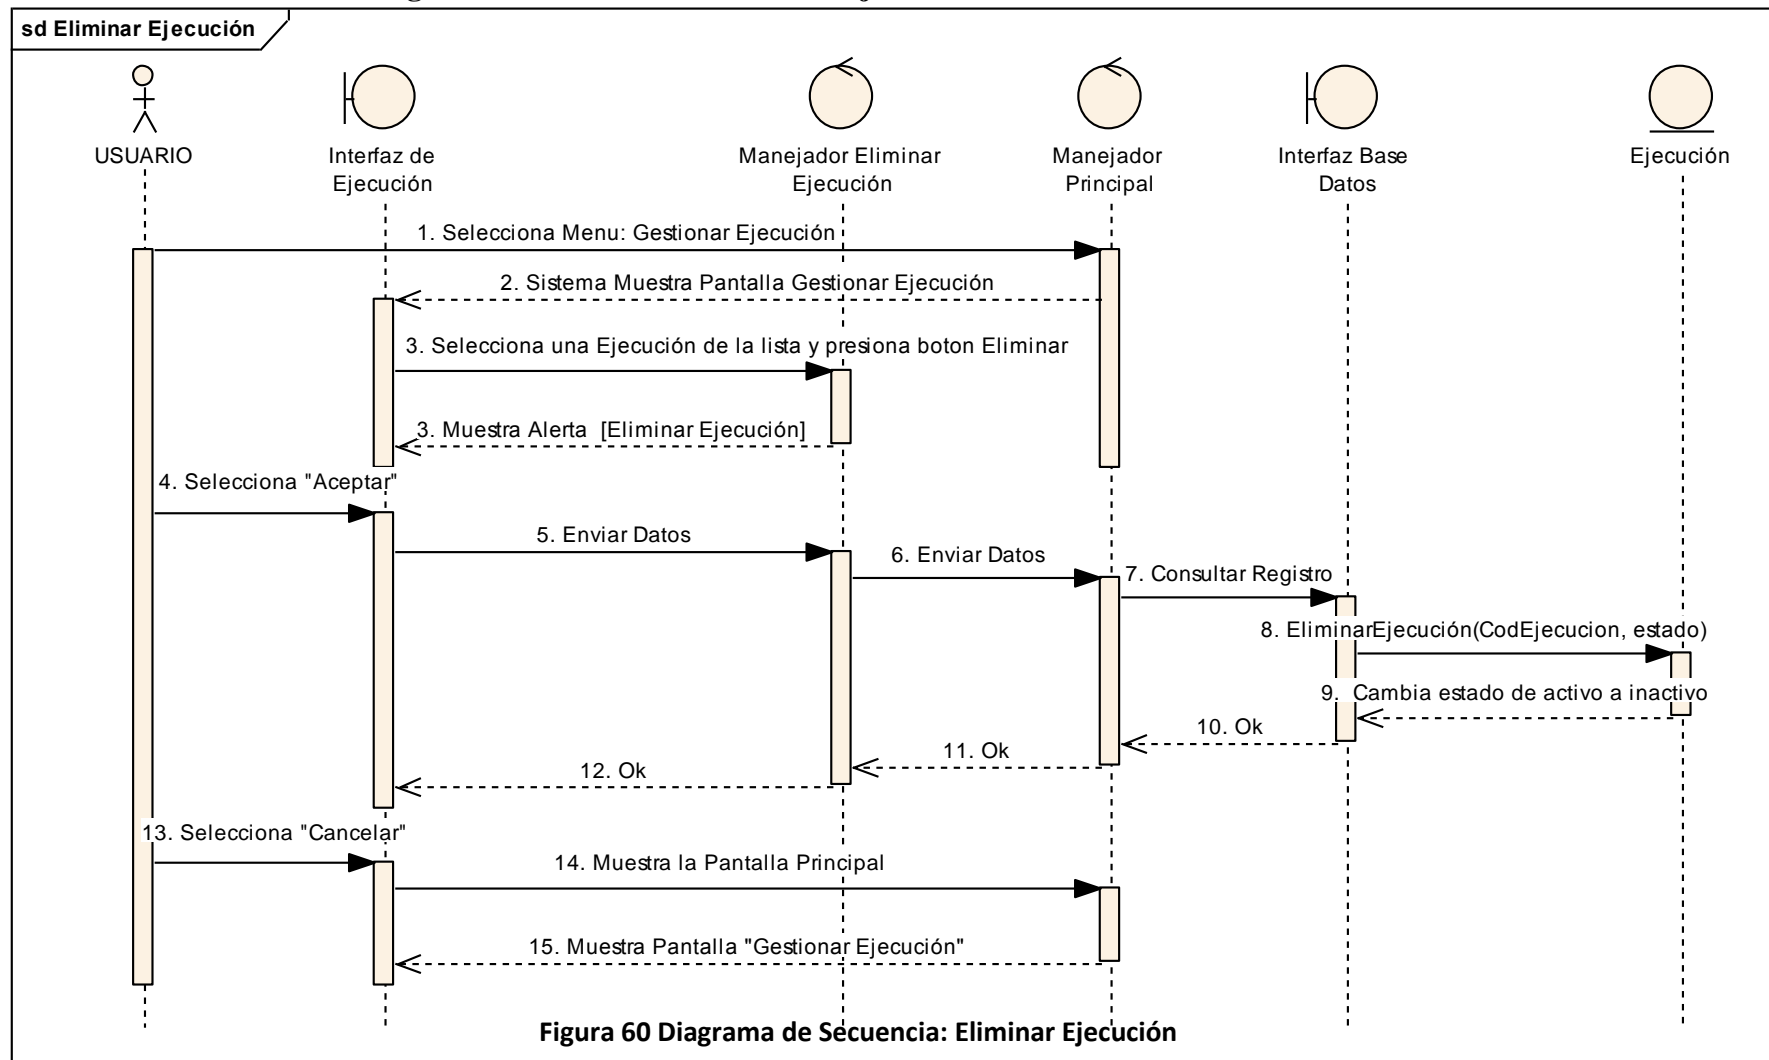 sd Eliminar Ejecución
USUARIO
Interfaz de
Ejecución
Manejador Eliminar
Ejecución
Manejador
Principal
Interfaz Base
Datos
Ejecución
1. Selecciona Menu: Gestionar Ejecución
2. Sistema Muestra Pantalla Gestionar Ejecución
3. Selecciona una Ejecución de la lista y presiona boton Eliminar
3. Muestra Alerta [Eliminar Ejecución]
4. Selecciona "Aceptar"
5. Enviar Datos
6. Enviar Datos
7. Consultar Registro
8. EliminarEjecución(CodEjecucion, estado)
9. Cambia estado de activo a inactivo
10. Ok
11. Ok
12. Ok
13. Selecciona "Cancelar"
14. Muestra la Pantalla Principal
15. Muestra Pantalla "Gestionar Ejecución"
Figura 60 Diagrama de Secuencia: Eliminar Ejecución